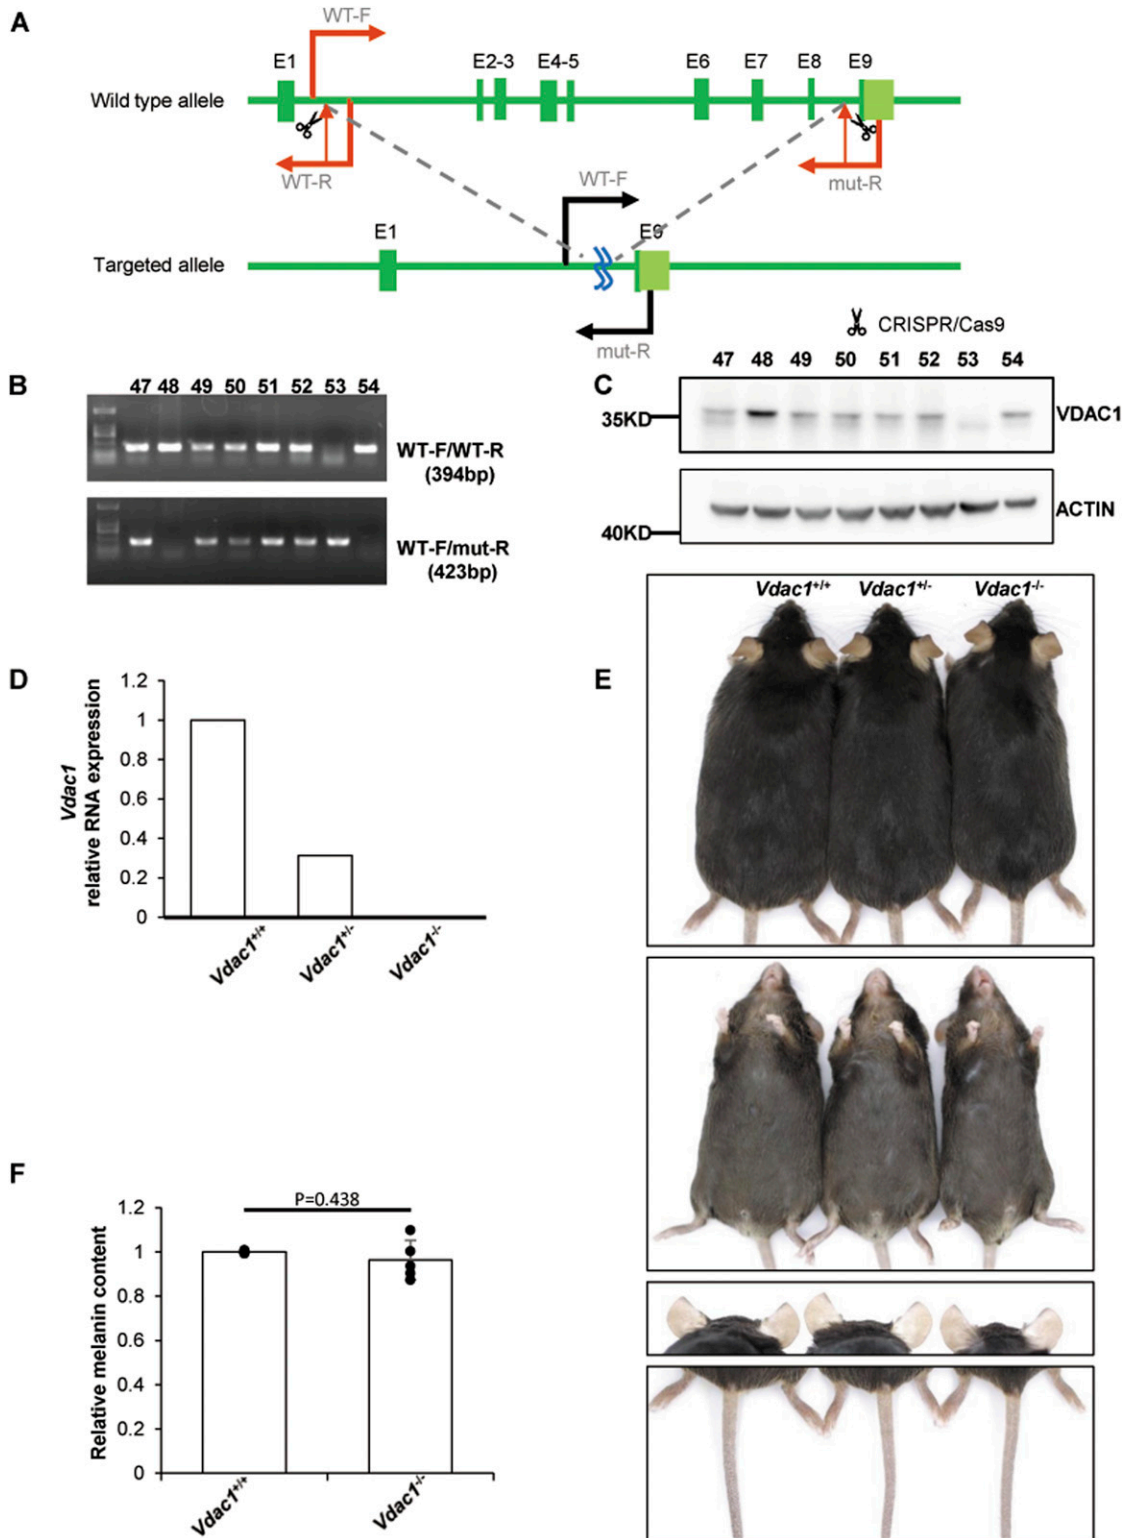 A
WT-F
E1 E2-3 E4-5 E6 E7 E8 E9
Wild type allele
WT-R
mut-R
WT-F
E1 E9
Targeted allele
mut-R
CRISPR/Cas9
B
47 48 49 50 51 52 53 54
WT-F/WT-R
(394bp)
WT-F/mut-R
(423bp)
C
47 48 49 50 51 52 53 54
35KD
VDAC1
40KD
ACTIN
D
Vdac1
relative RNA expression
1.2
1
0.8
0.6
0.4
0.2
0
Vdac1+/+ Vdac1+/- Vdac1-/-
E
Vdac1+/+ Vdac1+/- Vdac1-/-
F
Relative melanin content
P=0.438
1.2
1
0.8
0.6
0.4
0.2
0
Vdac1+/+ Vdac1-/-